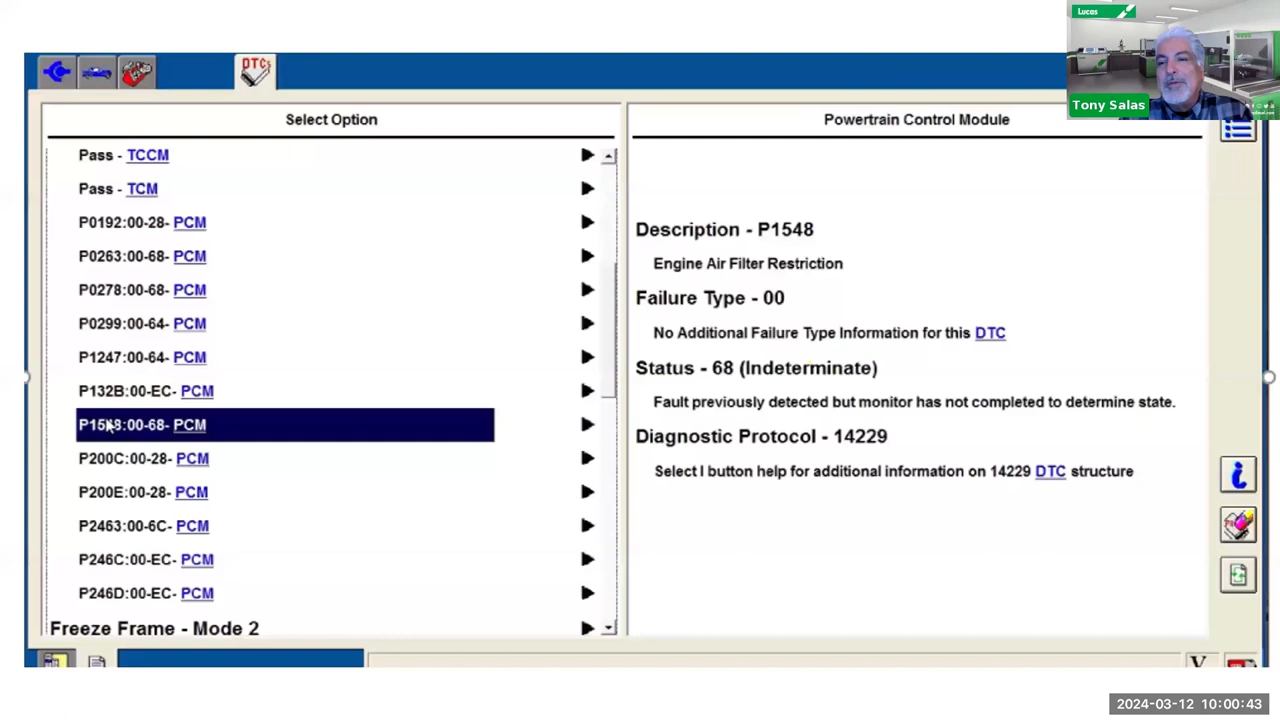 Lucas
Tony Salas
DTCs
Select Option
Pass - TCCM
Pass - TCM
P0192:00-28- PCM
P0263:00-68- PCM
P0278:00-68- PCM
P0299:00-64- PCM
P1247:00-64- PCM
P132B:00-EC- PCM
P1548:00-68- PCM
P200C:00-28- PCM
P200E:00-28- PCM
P2463:00-6C- PCM
P246C:00-EC- PCM
P246D:00-EC- PCM
Freeze Frame - Mode 2
Powertrain Control Module
Description - P1548
Engine Air Filter Restriction
Failure Type - 00
No Additional Failure Type Information for this DTC
Status - 68 (Indeterminate)
Fault previously detected but monitor has not completed to determine state.
Diagnostic Protocol - 14229
Select I button help for additional information on 14229 DTC structure
V
2024-03-12 10:00:43